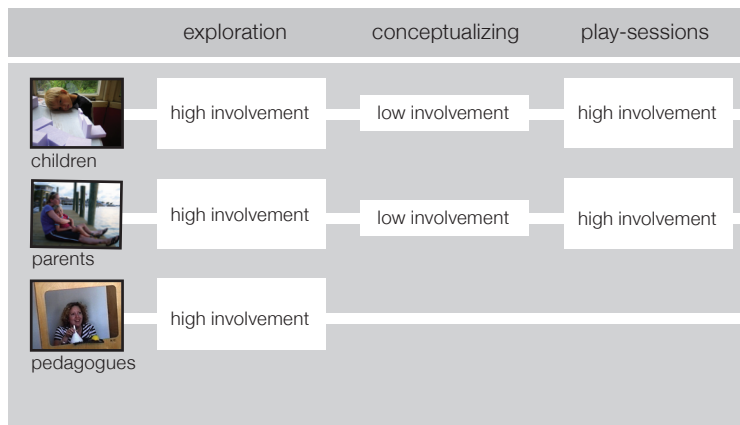 exploration conceptualizing play-sessions
high involvement low involvement high involvement
children
high involvement low involvement high involvement
parents
high involvement
pedagogues